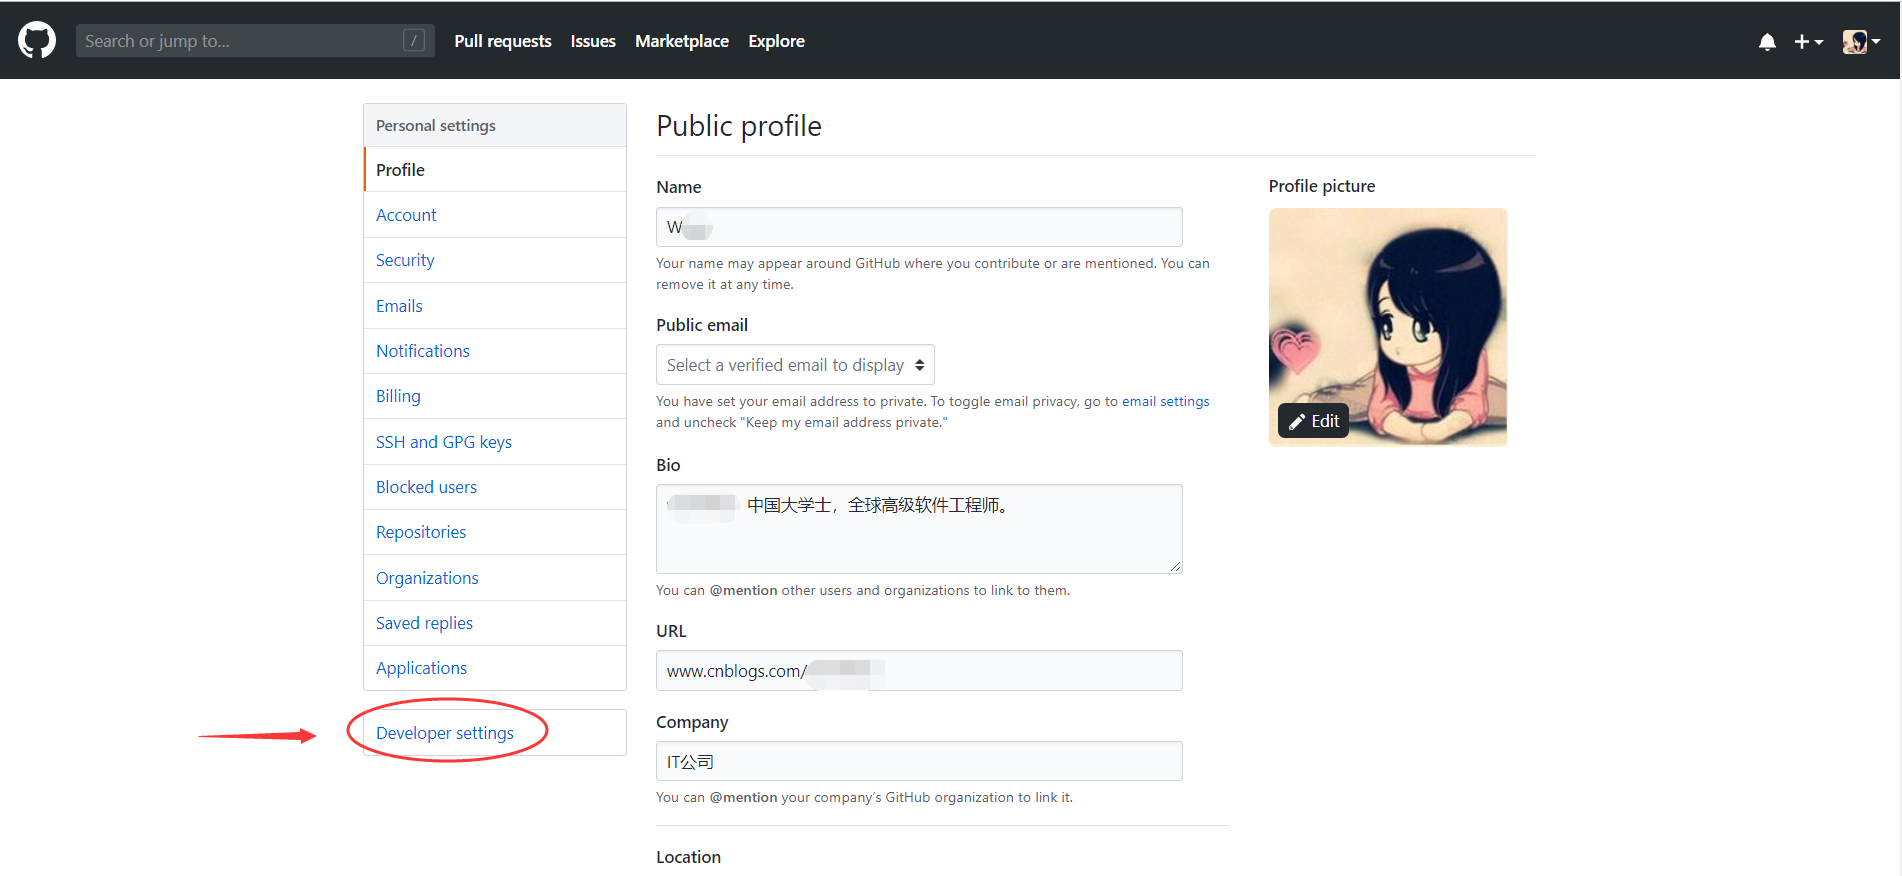 Search or jump to... /
Pull requests
Issues
Marketplace
Explore
Personal settings
Profile
Account
Security
Emails
Notifications
Billing
SSH and GPG keys
Blocked users
Repositories
Organizations
Saved replies
Applications
Developer settings
Public profile
Name
W
Your name may appear around GitHub where you contribute or are mentioned. You can
remove it at any time.
Public email
Select a verified email to display
You have set your email address to private. To toggle email privacy, go to email settings
and uncheck "Keep my email address private."
Bio
中国大学士，全球高级软件工程师。
You can @mention other users and organizations to link to them.
URL
www.cnblogs.com/
Company
IT公司
You can @mention your company's GitHub organization to link it.
Location
Profile picture
Edit